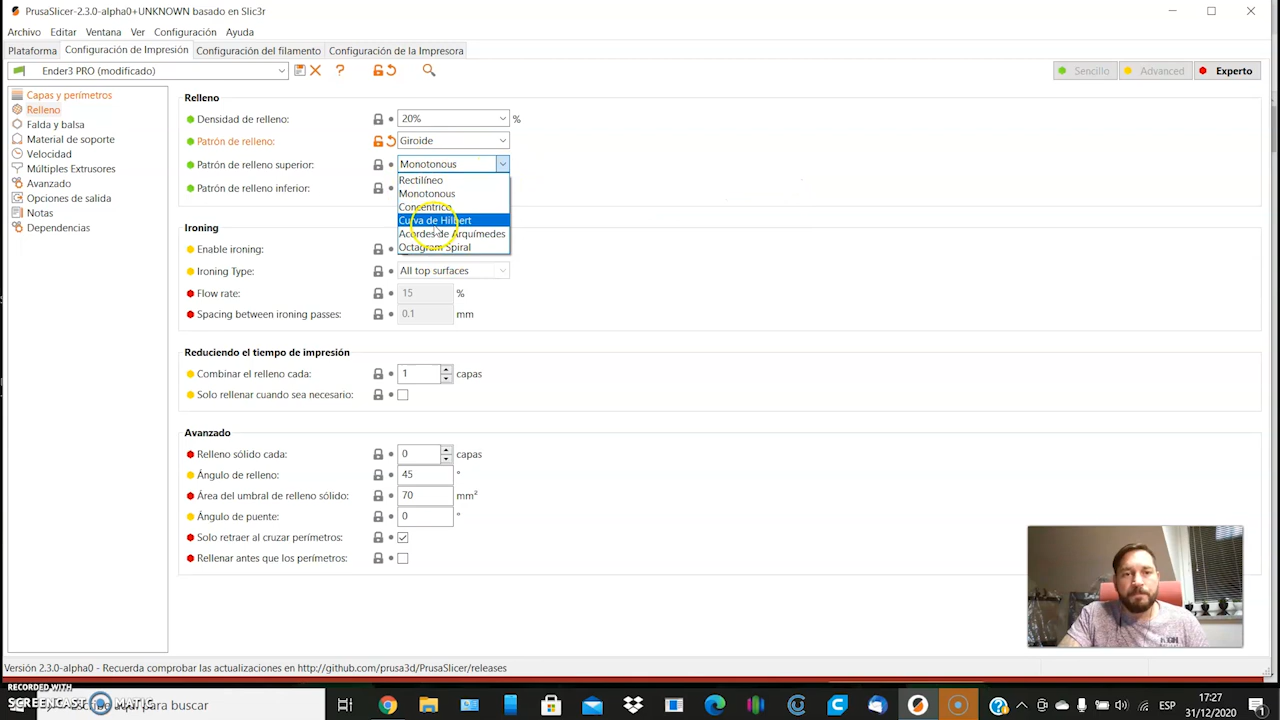 PrusaSlicer-2.3.0-alpha0+UNKNOWN basado en Slic3r
Archivo Editar Ventana Ver Configuración Ayuda
Plataforma Configuración de Impresión Configuración del filamento Configuración de la Impresora
Ender3 PRO (modificado) Sencillo Advanced Experto
Capas y perímetros
Relleno
Falda y balsa
Material de soporte
Velocidad
Múltiples Extrusores
Avanzado
Opciones de salida
Notas
Dependencias
Relleno
Densidad de relleno: 20% %
Patrón de relleno: Giroide
Patrón de relleno superior: Monotonous
Patrón de relleno inferior:
Rectilíneo
Monotonous
Concéntrico
Curva de Hilbert
Acordes de Arquímedes
Octagram Spiral
Ironing
Enable ironing:
Ironing Type: All top surfaces
Flow rate: 15 %
Spacing between ironing passes: 0.1 mm
Reduciendo el tiempo de impresión
Combinar el relleno cada: 1 capas
Solo rellenar cuando sea necesario:
Avanzado
Relleno sólido cada: 0 capas
Ángulo de relleno: 45 °
Área del umbral de relleno sólido: 70 mm²
Ángulo de puente: 0 °
Solo retraer al cruzar perímetros:
Rellenar antes que los perímetros:
Versión 2.3.0-alpha0 - Recuerda comprobar las actualizaciones en http://github.com/prusa3d/PrusaSlicer/releases
RECORDED WITH
SCREENCAST MATIC
para buscar
ESP
17:27
31/12/2020
1